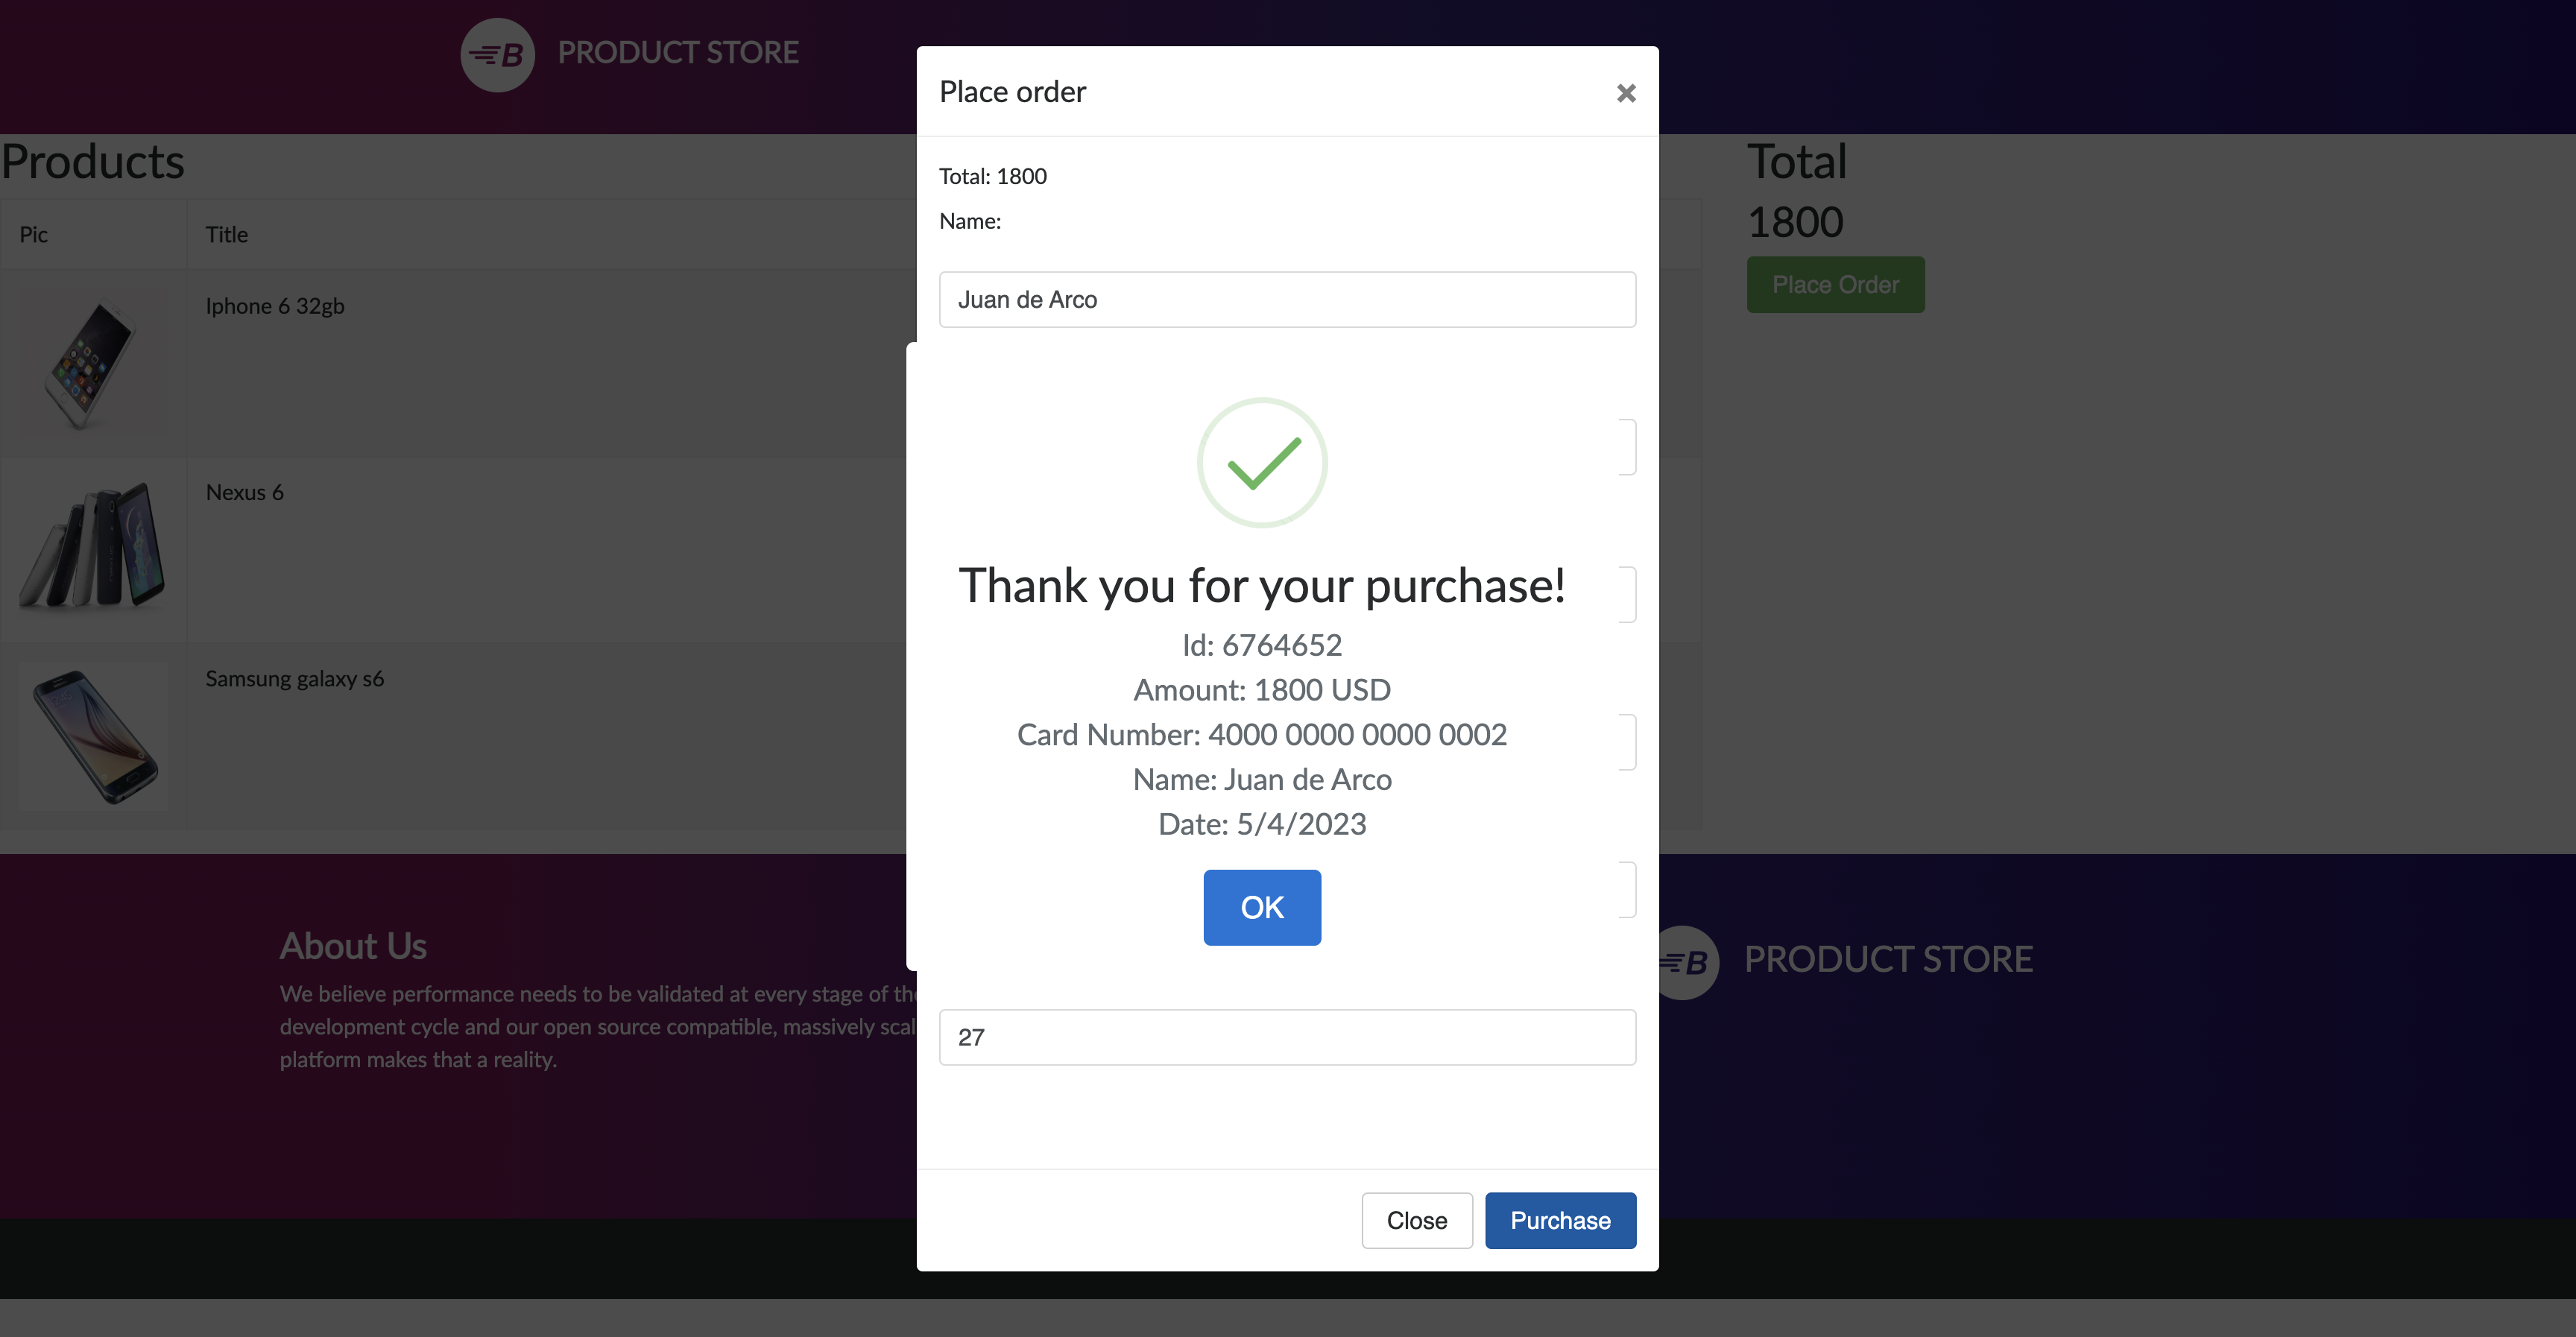 B PRODUCT STORE
Place order
×
Total: 1800
Name:
Juan de Arco
Products
Pic Title
Iphone 6 32gb
Nexus 6
Samsung galaxy s6
Total
1800
Place Order
Thank you for your purchase!
Id: 6764652
Amount: 1800 USD
Card Number: 4000 0000 0000 0002
Name: Juan de Arco
Date: 5/4/2023
OK
27
Close Purchase
About Us
We believe performance needs to be validated at every stage of the
development cycle and our open source compatible, massively scal
platform makes that a reality.
B PRODUCT STORE